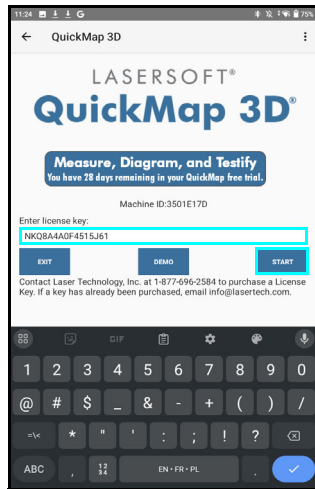 11:24 G 75%
QuickMap 3D
LASERSOFT®
QuickMap 3D®
Measure, Diagram, and Testify
You have 28 days remaining in your QuickMap free trial.
Machine ID:3501E17D
Enter license key:
NKQ8A4A0F4515J61
EXIT DEMO START
Contact Laser Technology, Inc. at 1-877-696-2584 to purchase a License
Key. If a key has already been purchased, email info@lasertech.com.
GIF
1 2 3 4 5 6 7 8 9 0
@ # $ _ & - + ( ) /
=\< * " ' : ; ! ?
ABC , 12 34 EN • FR • PL .